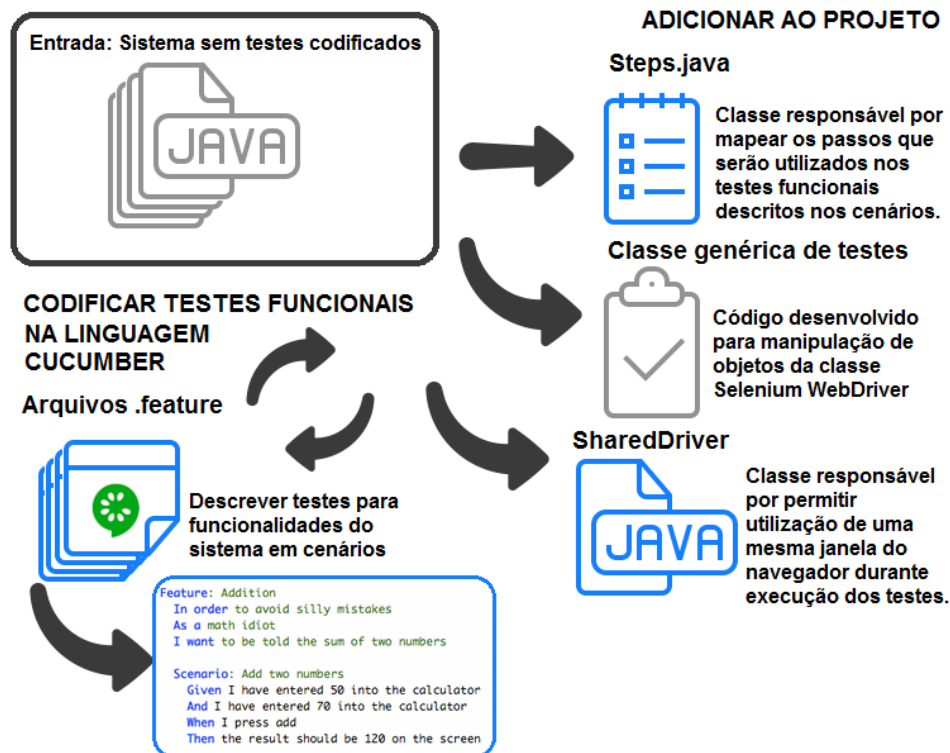 Entrada: Sistema sem testes codificados
JAVA
ADICIONAR AO PROJETO
Steps.java
Classe responsável por
mapear os passos que
serão utilizados nos
testes funcionais
descritos nos cenários.
Classe genérica de testes
Código desenvolvido
para manipulação de
objetos da classe
Selenium WebDriver
SharedDriver
JAVA
Classe responsável
por permitir
utilização de uma
mesma janela do
navegador durante
execução dos testes.
CODIFICAR TESTES FUNCIONAIS
NA LINGUAGEM
CUCUMBER
Arquivos .feature
Descrever testes para
funcionalidades do
sistema em cenários
Feature: Addition
In order to avoid silly mistakes
As a math idiot
I want to be told the sum of two numbers
Scenario: Add two numbers
Given I have entered 50 into the calculator
And I have entered 70 into the calculator
When I press add
Then the result should be 120 on the screen